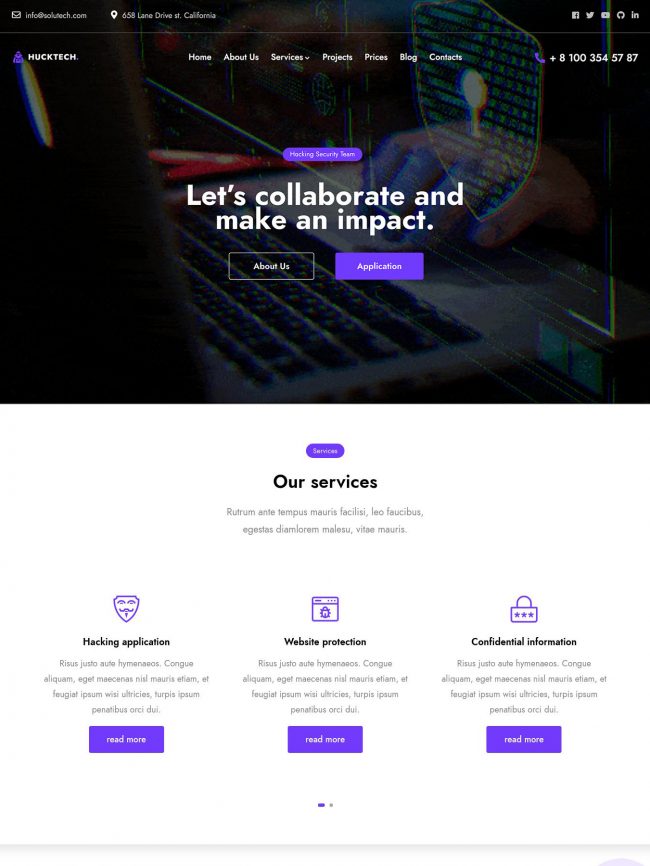 info@solutech.com
658 Lane Drive st. California
HUCKTECH.
Home About Us Services Projects Prices Blog Contacts
+ 8 100 354 57 87
Hacking Security Team
Let's collaborate and
make an impact.
About Us
Application
Services
Our services
Rutrum ante tempus mauris facilisi, leo faucibus,
egestas diamlorem malesu, vitae mauris.
Hacking application
Risus justo aute hymenaeos. Congue
aliquam, eget maecenas nisl mauris etiam, et
feugiat ipsum wisi ultricies, turpis ipsum
penatibus orci dui.
read more
Website protection
Risus justo aute hymenaeos. Congue
aliquam, eget maecenas nisl mauris etiam, et
feugiat ipsum wisi ultricies, turpis ipsum
penatibus orci dui.
read more
Confidential information
Risus justo aute hymenaeos. Congue
aliquam, eget maecenas nisl mauris etiam, et
feugiat ipsum wisi ultricies, turpis ipsum
penatibus orci dui.
read more